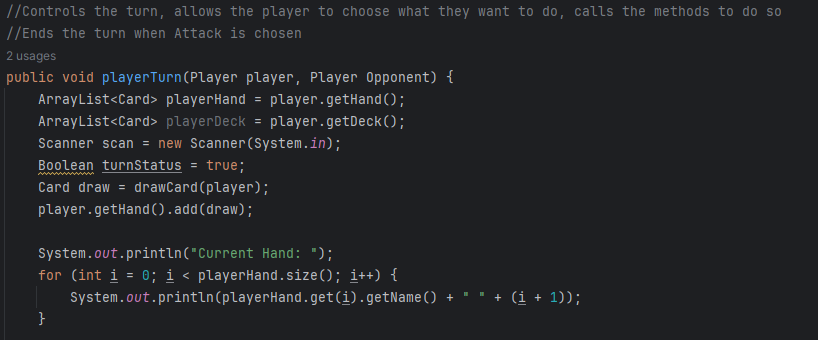 //Controls the turn, allows the player to choose what they want to do, calls the methods to do so
//Ends the turn when Attack is chosen
2 usages
public void playerTurn(Player player, Player Opponent) {
    ArrayList<Card> playerHand = player.getHand();
    ArrayList<Card> playerDeck = player.getDeck();
    Scanner scan = new Scanner(System.in);
    Boolean turnStatus = true;
    Card draw = drawCard(player);
    player.getHand().add(draw);

    System.out.println("Current Hand: ");
    for (int i = 0; i < playerHand.size(); i++) {
        System.out.println(playerHand.get(i).getName() + " " + (i + 1));
    }